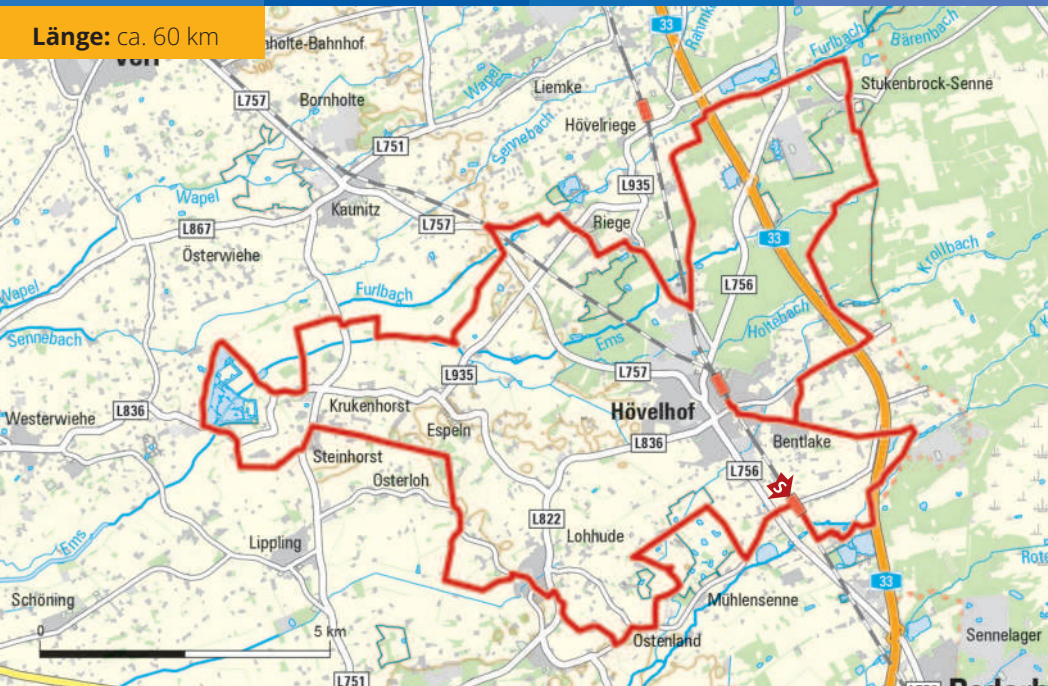 Länge: ca. 60 km
Verl
nholte-Bahnhof
33
Rahmk
Furlbach
Bärenbach
Stukenbrock-Senne
L757
Bornholte
Wapel
Liemke
Sennebach
Hövelriege
L751
L935
Wapel
Kaunitz
L757
Riege
L867
Österwiehe
33
Krollbach
L756
Wapel
Furlbach
Holtebach
Sennebach
Ems
L935
L757
Westerwiehe
L836
Krukenhorst
Hövelhof
Espeln
L836
Bentlake
Steinhorst
L756
Osterloh
S
L822
Lohhude
Ems
Lippling
Rote
33
Schöning
Mühlensenne
0
5 km
Ostenland
Sennelager
L751